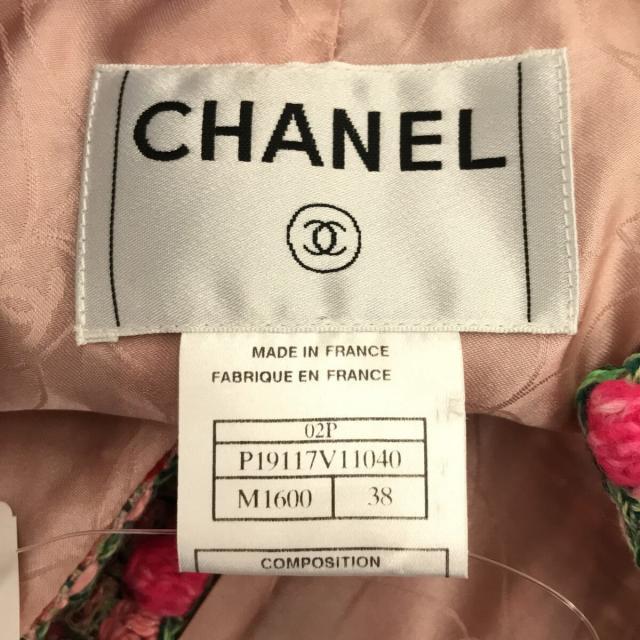 CHANEL
MADE IN FRANCE
FABRIQUE EN FRANCE
02P
P19117V11040
M1600 38
COMPOSITION